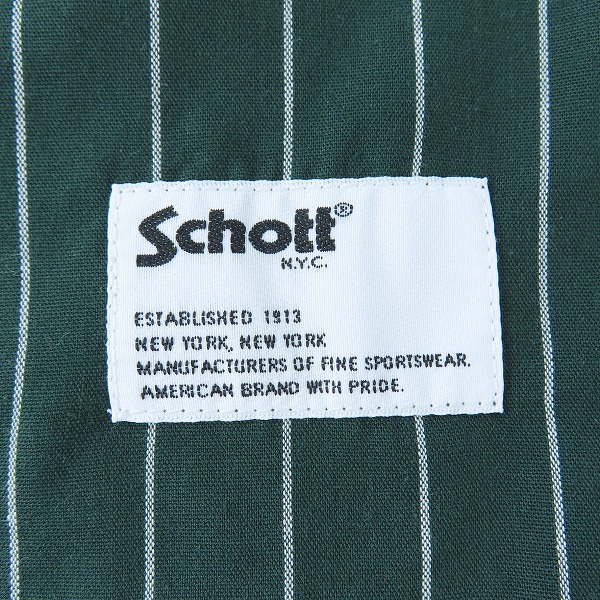 Schott®
N.Y.C.
ESTABLISHED 1913
NEW YORK, NEW YORK
MANUFACTURERS OF FINE SPORTSWEAR.
AMERICAN BRAND WITH PRIDE.